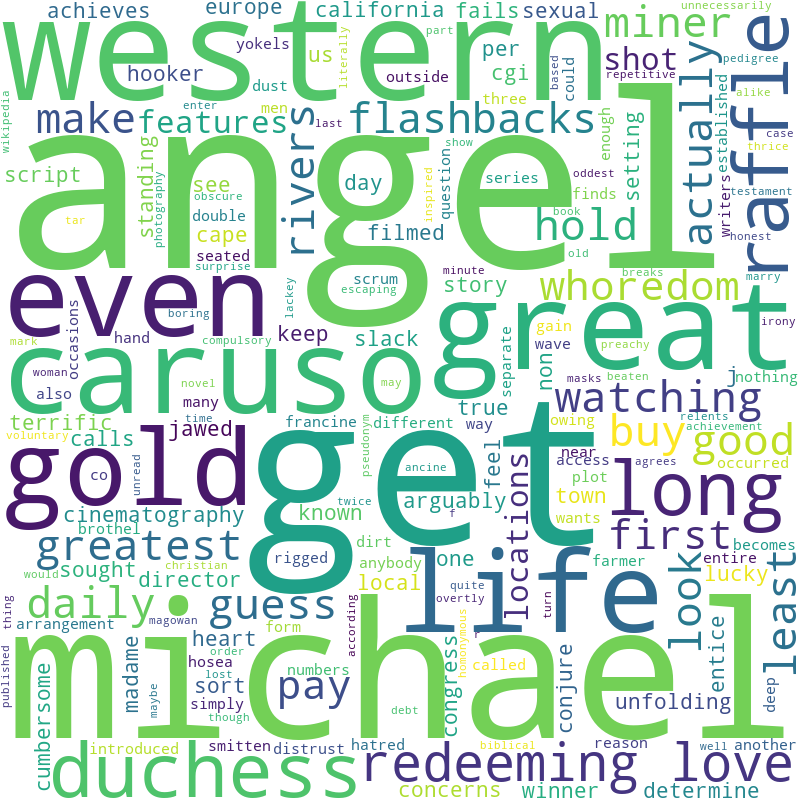 achieves europe california fails sexual unnecessarily
western
yokels us per miner
hooker outside cgi shot
wikipedia dust literally men part three based could repetitive pedigree
enter alike
make features flashbacks actually raffle
last case
thrice
script standing rivers see day show series question enough setting established writers
angel
photography obscure inspired oddest testament
double finds
tar cape filmed book hold honest
seated scrum old
surprise escaping story breaks marry
even lackey minute whoredom
boring
mark occasions hand keep slack gain great irony
compulsory separate wave preachy
woman caruso non j nothing
also novel may masks beaten relents
many true watching achievement
terrific time francine different way owing buy good
voluntary calls jawed near agrees
gold co unread pseudonym ancine get feel access plot occurred
known twice f arguably town long
cinematography brothel wants
dirt locations first
greatest sought rigged anybody one becomes
would christian director local life farmer entire
quite lucky
thing daily magowan guess form according overtly turn look least
arrangement homonymous r
michael
madame heart order numbers congress called conjure entice deep
published hosea
cumbersome maybe lost sort simply though debt pay unfolding
introduced smitten distrust hatred reason well another
duchess biblical redeeming love
concerns winner determine